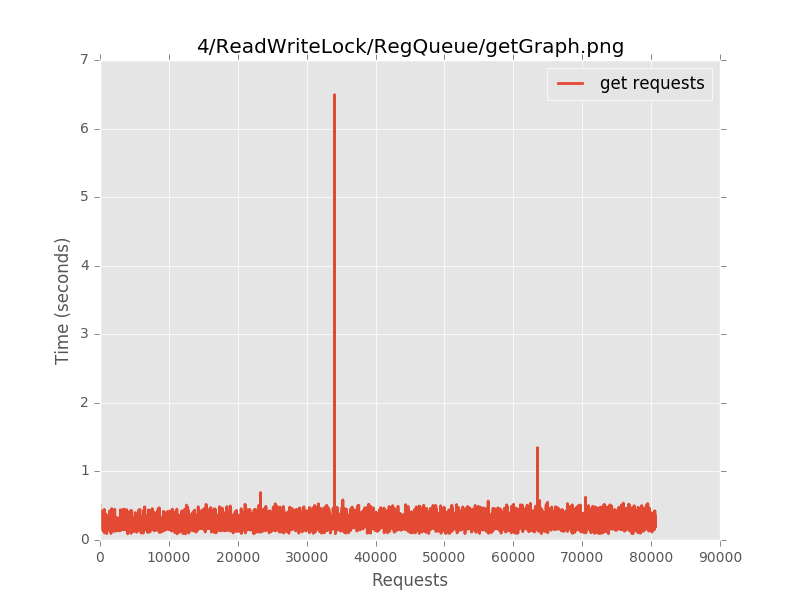 4/ReadWriteLock/RegQueue/getGraph.png
get requests
7
6
5
4
3
2
1
0
Time (seconds)
0 10000 20000 30000 40000 50000 60000 70000 80000 90000
Requests